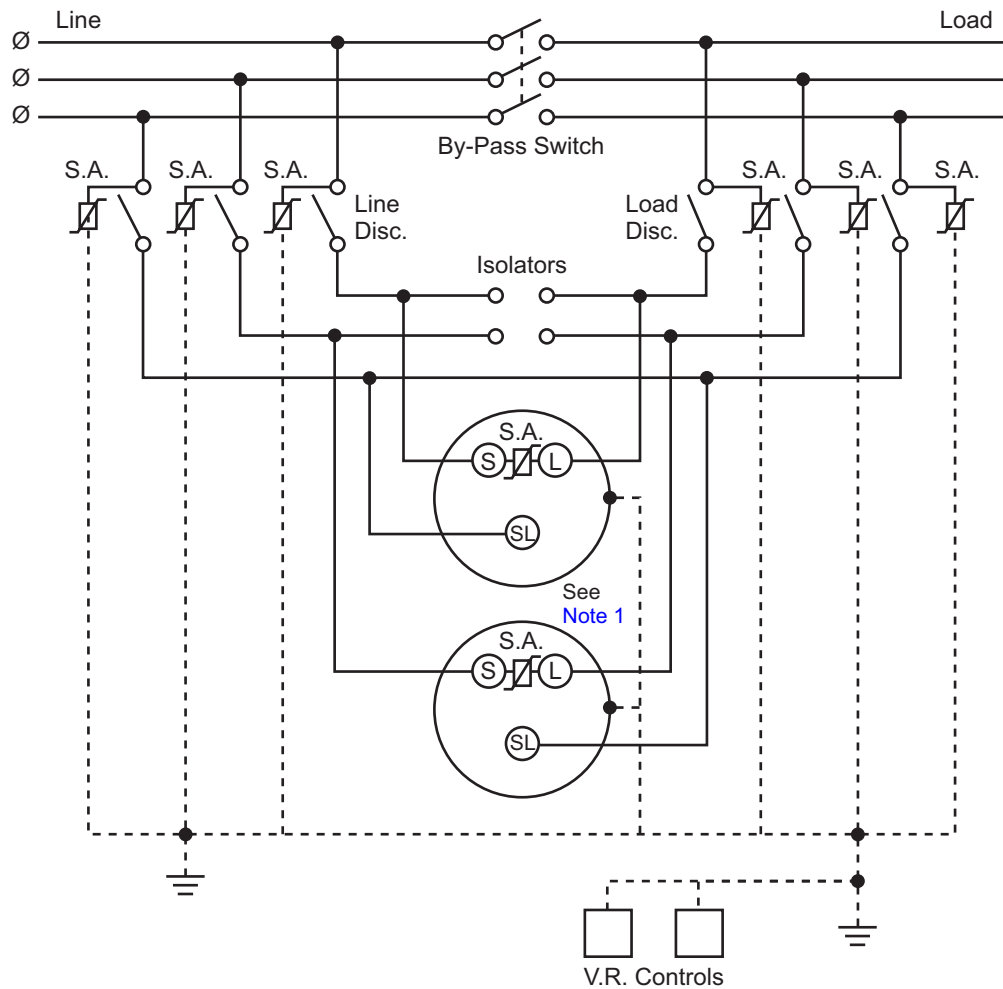 Line
Load
Ø
Ø
Ø
By-Pass Switch
S.A.
S.A.
S.A.
S.A.
S.A.
S.A.
Line
Disc.
Load
Disc.
Isolators
S.A.
S
L
SL
See
Note 1
S.A.
S
L
SL
V.R. Controls